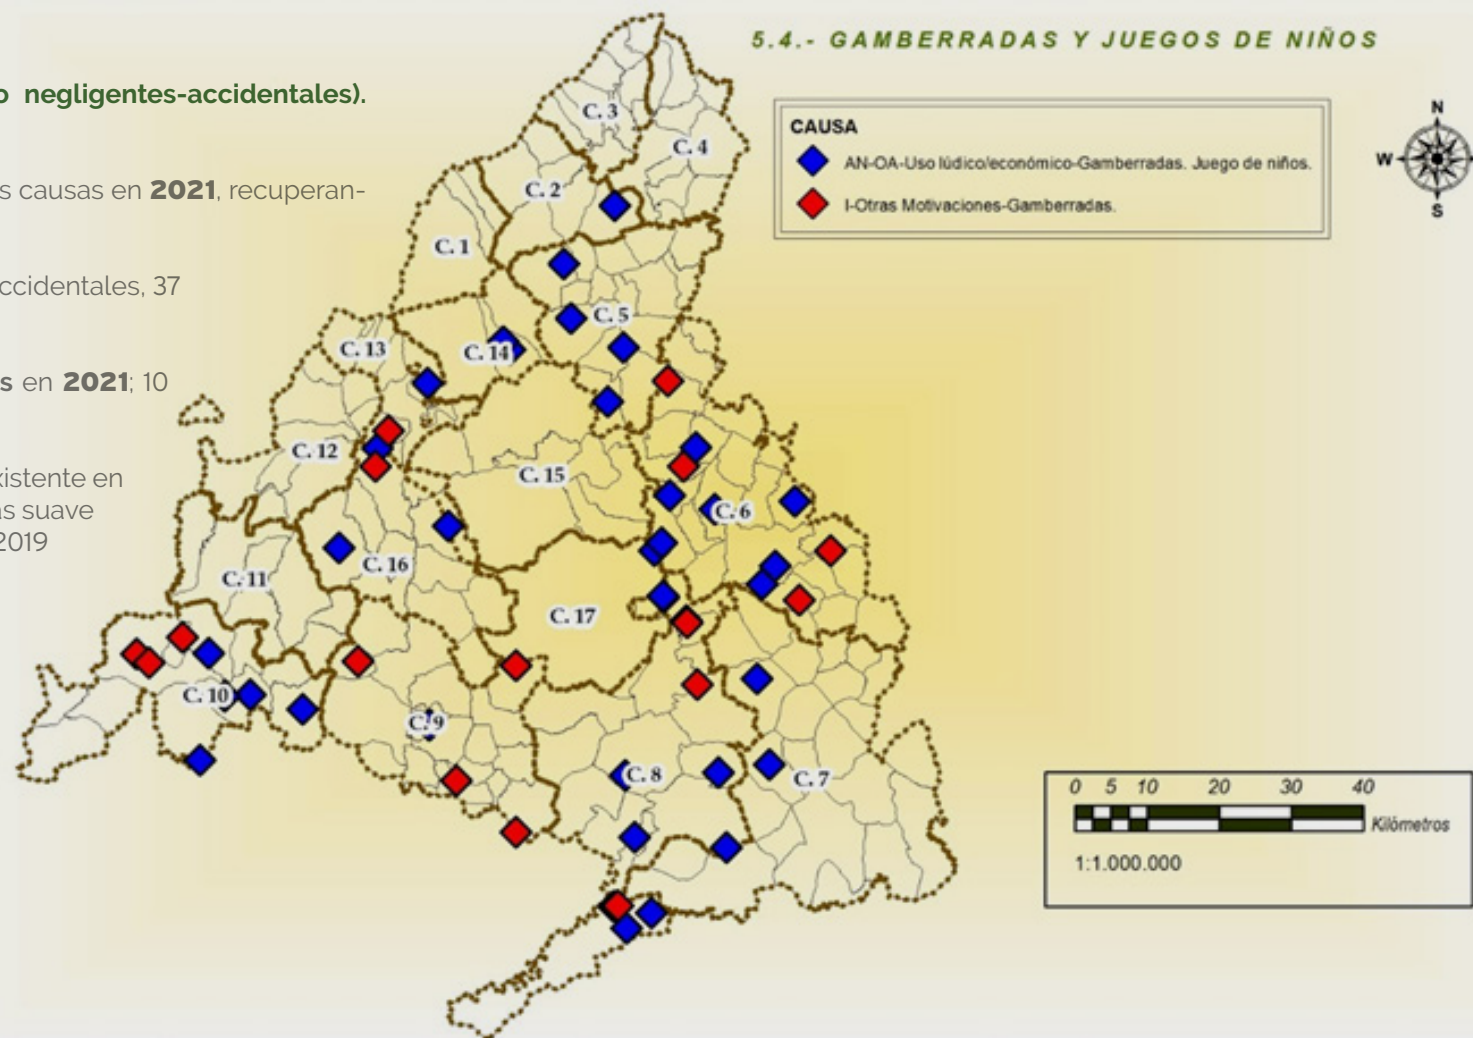 5.4.- GAMBERRADAS Y JUEGOS DE NIÑOS
o negligentes-accidentales).
s causas en 2021, recuperan-
ccidentales, 37
s en 2021; 10
xistente en
as suave
2019
CAUSA
AN-OA-Uso lúdico/económico-Gamberradas. Juego de niños.
I-Otras Motivaciones-Gamberradas.
N
W
S
C. 3
C. 4
C. 2
C. 1
C. 5
C. 13
C. 14
C. 12
C. 15
C. 6
C. 16
C. 11
C. 17
C. 10
C. 9
C. 8
C. 7
0 5 10 20 30 40
Kilómetros
1:1.000.000